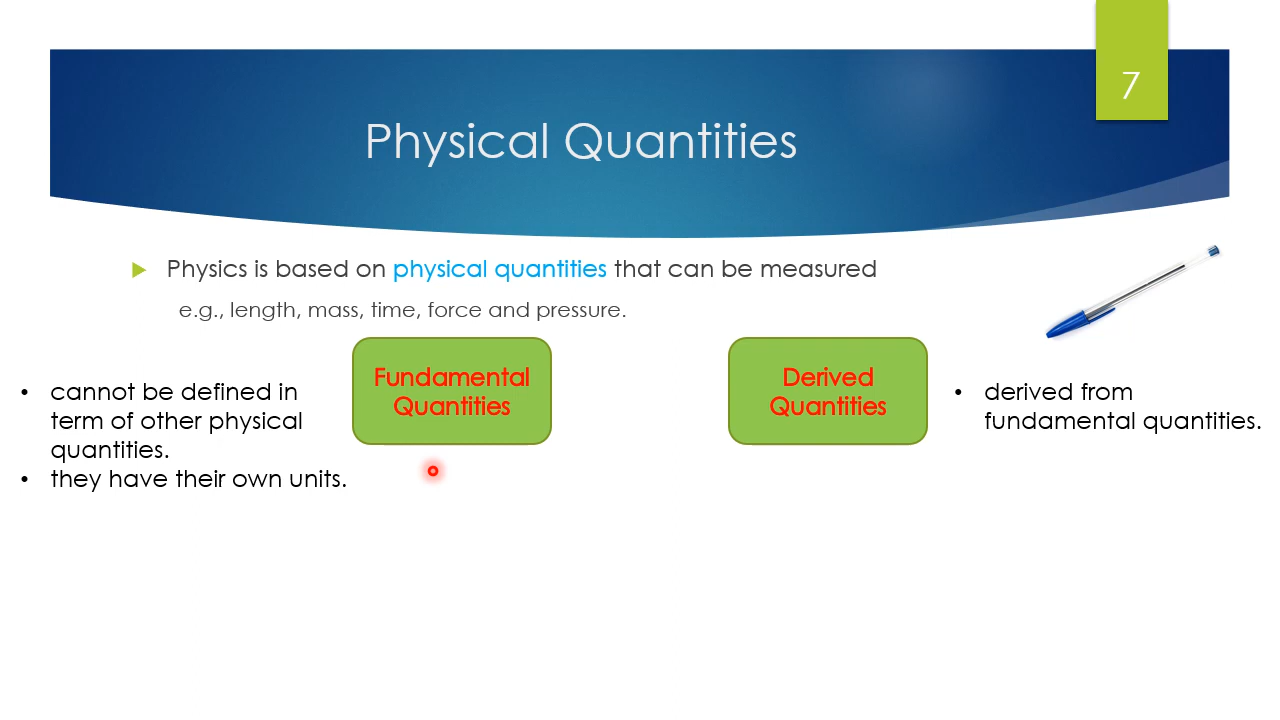 7
Physical Quantities
Physics is based on physical quantities that can be measured
e.g., length, mass, time, force and pressure.
• cannot be defined in
term of other physical
quantities.
• they have their own units.
Fundamental
Quantities
Derived
Quantities
• derived from
fundamental quantities.